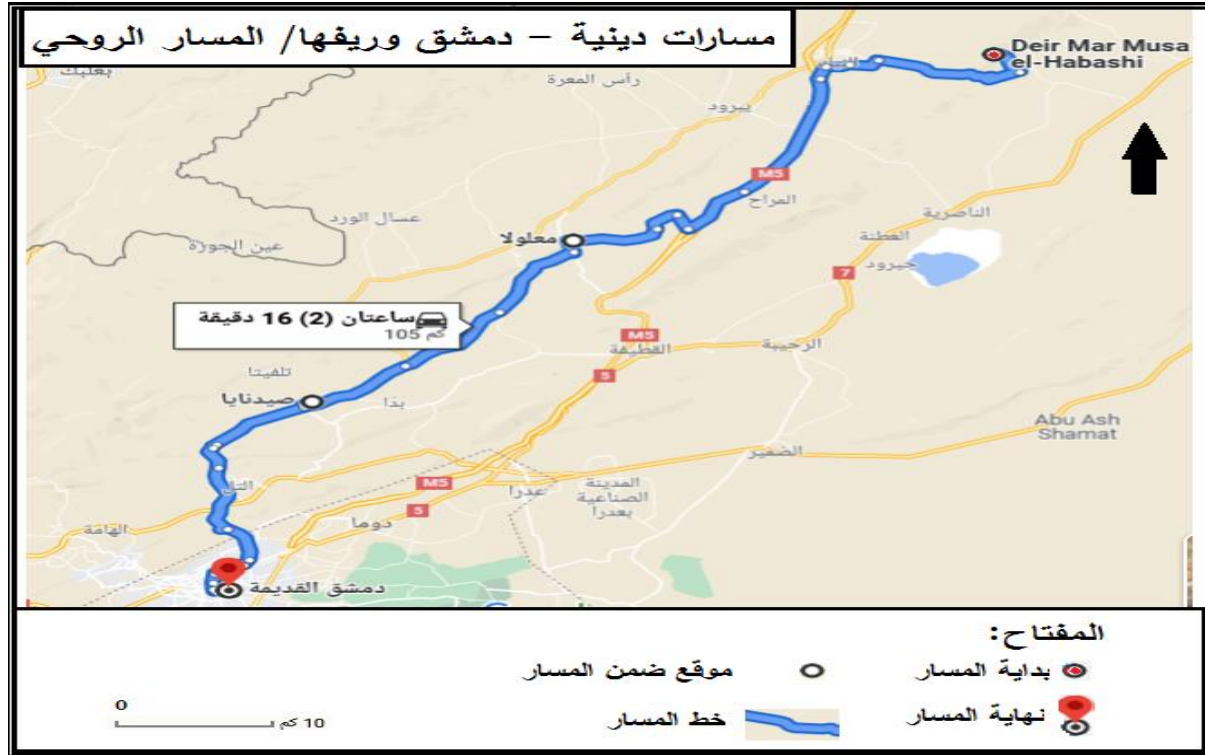 مسارات دينية – دمشق وريفها/ المسار الروحي
Deir Mar Musa
el-Habashi
بعلبك
رأس المعرة
يبرود
M5
المراح
الناصرية
عسال الورد
عين الجوزة
معلولا
القطنة
جيرود
7
ساعتان (2) 16 دقيقة
105 كم
M5
القطيفة
الرحيبة
5
تلفيتا
صيدنايا
بدا
Abu Ash
Shamat
الضمير
التل
M5
عدرا
المدينة
الصناعية
بعدرا
5
دوما
الهامة
دمشق القديمة
المفتاح:
بداية المسار
موقع ضمن المسار
نهاية المسار
خط المسار
0
10 كم